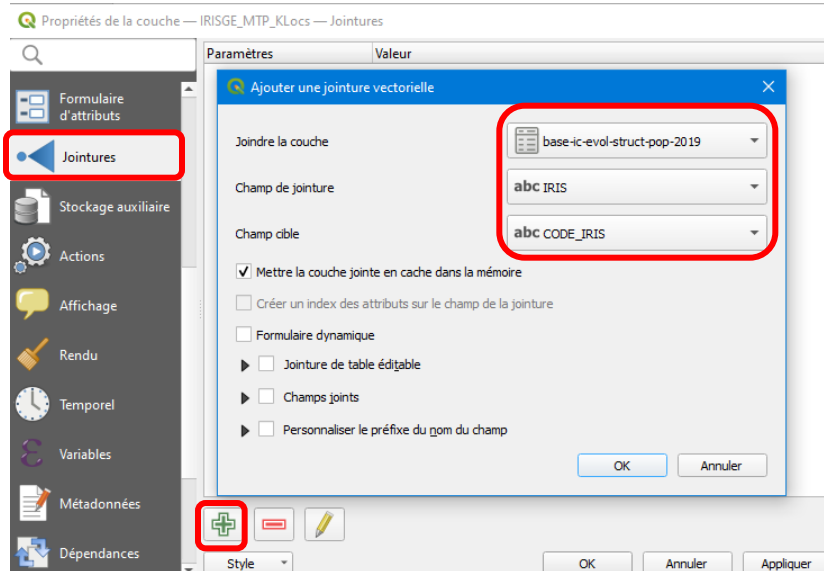 Propriétés de la couche — IRISGE_MTP_KLocs — Jointures
Paramètres Valeur
Formulaire
d'attributs
Jointures
Stockage auxiliaire
Actions
Affichage
Rendu
Temporel
Variables
Métadonnées
Dépendances
Ajouter une jointure vectorielle
Joindre la couche base-ic-evol-struct-pop-2019
Champ de jointure abc IRIS
Champ cible abc CODE_IRIS
Mettre la couche jointe en cache dans la mémoire
Créer un index des attributs sur le champ de la jointure
Formulaire dynamique
Jointure de table éditable
Champs joints
Personnaliser le préfixe du nom du champ
OK Annuler
Style OK Annuler Appliquer